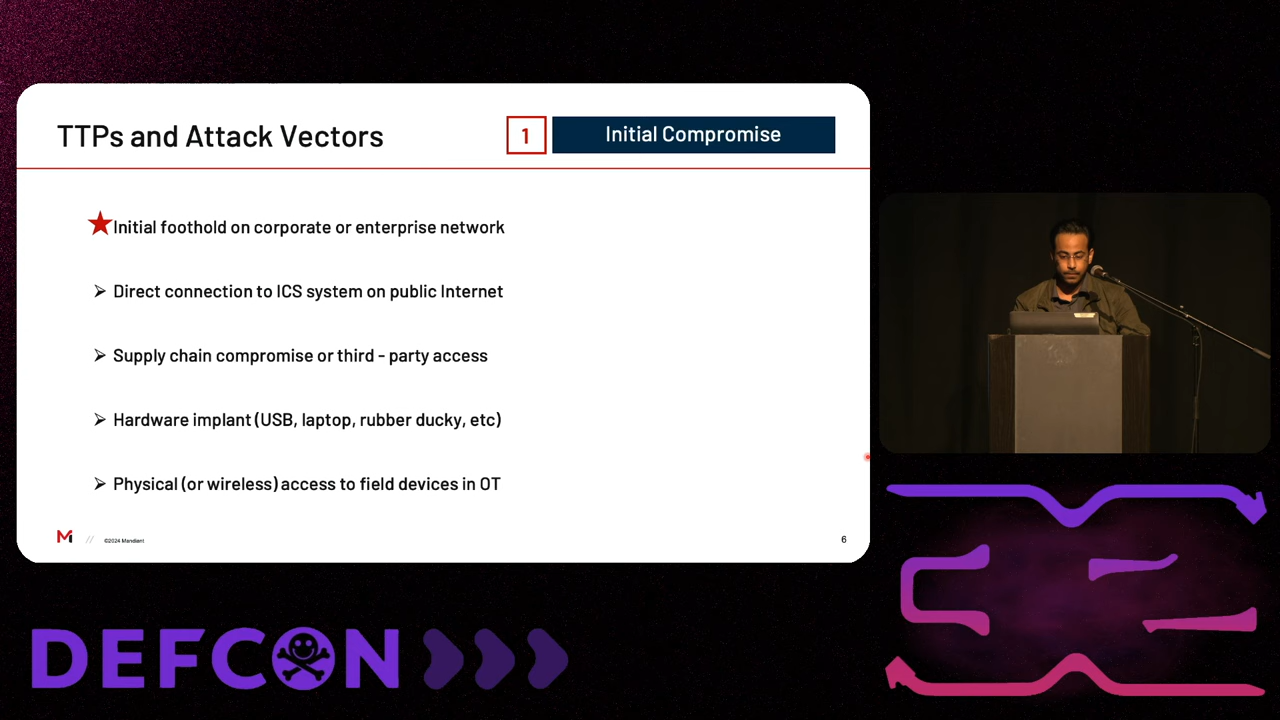 TTPs and Attack Vectors
1
Initial Compromise
Initial foothold on corporate or enterprise network
Direct connection to ICS system on public Internet
Supply chain compromise or third - party access
Hardware implant (USB, laptop, rubber ducky, etc)
Physical (or wireless) access to field devices in OT
M // ©2024 Mandiant
6
DEFCON